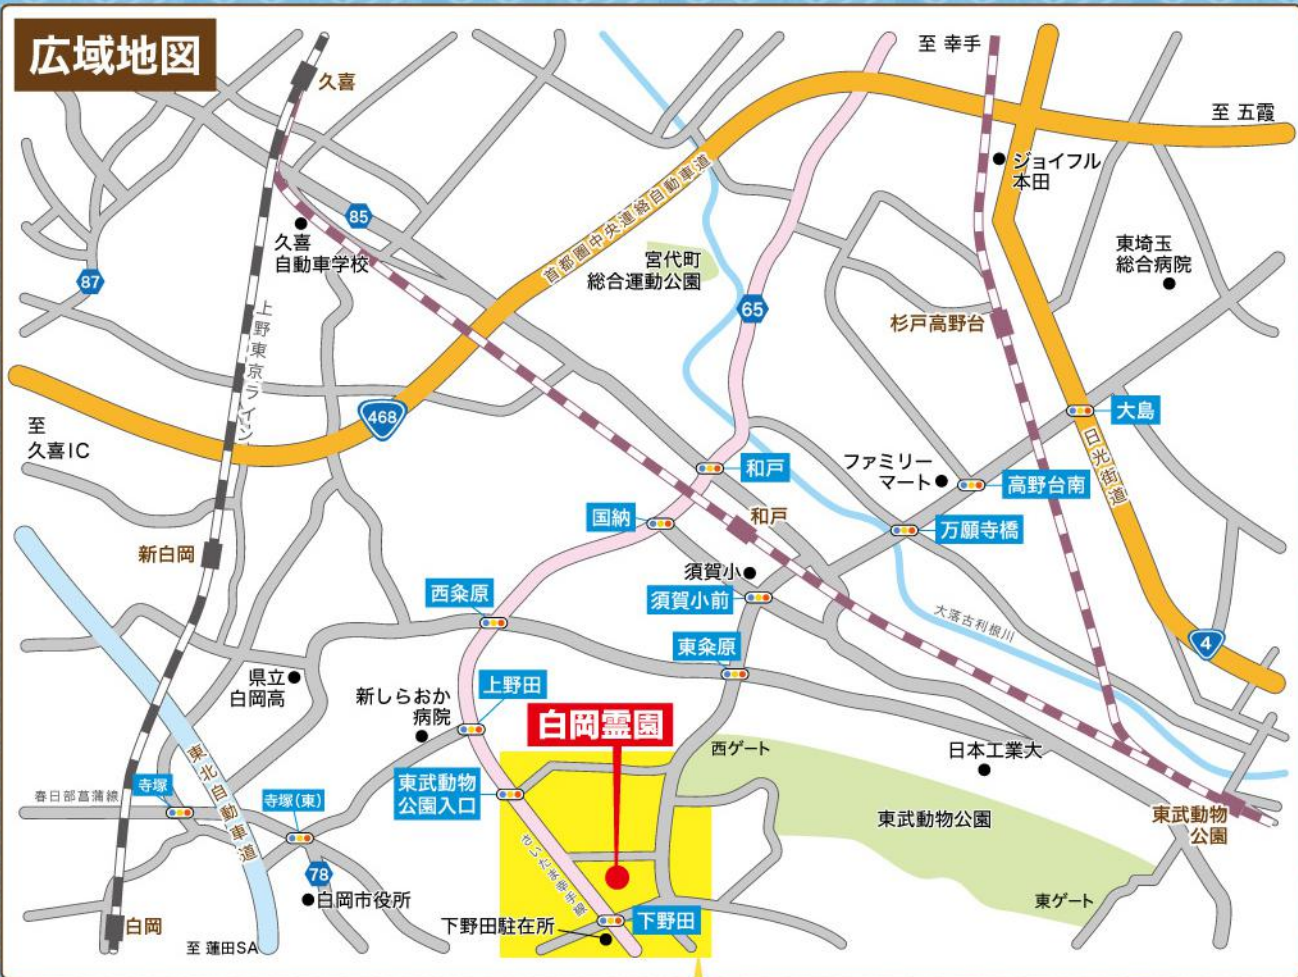 広域地図
久喜
至 幸手
至 五霞
ジョイフル
本田
85
久喜
自動車学校
首都圏中央連絡自動車道
宮代町
総合運動公園
東埼玉
総合病院
87
上野東京ライン
65
杉戸高野台
至
久喜IC
468
大島
日光街道
和戸
ファミリー
マート
高野台南
国納
和戸
万願寺橋
新白岡
須賀小
須賀小前
西粂原
大落古利根川
4
東粂原
県立
白岡高
上野田
新しらおか
病院
白岡霊園
西ゲート
日本工業大
東北自動車道
寺塚
春日部菖蒲線
寺塚(東)
東武動物
公園入口
東武動物公園
東武動物
公園
さいたま幸手線
78
白岡市役所
東ゲート
白岡
下野田駐在所
下野田
至 蓮田SA